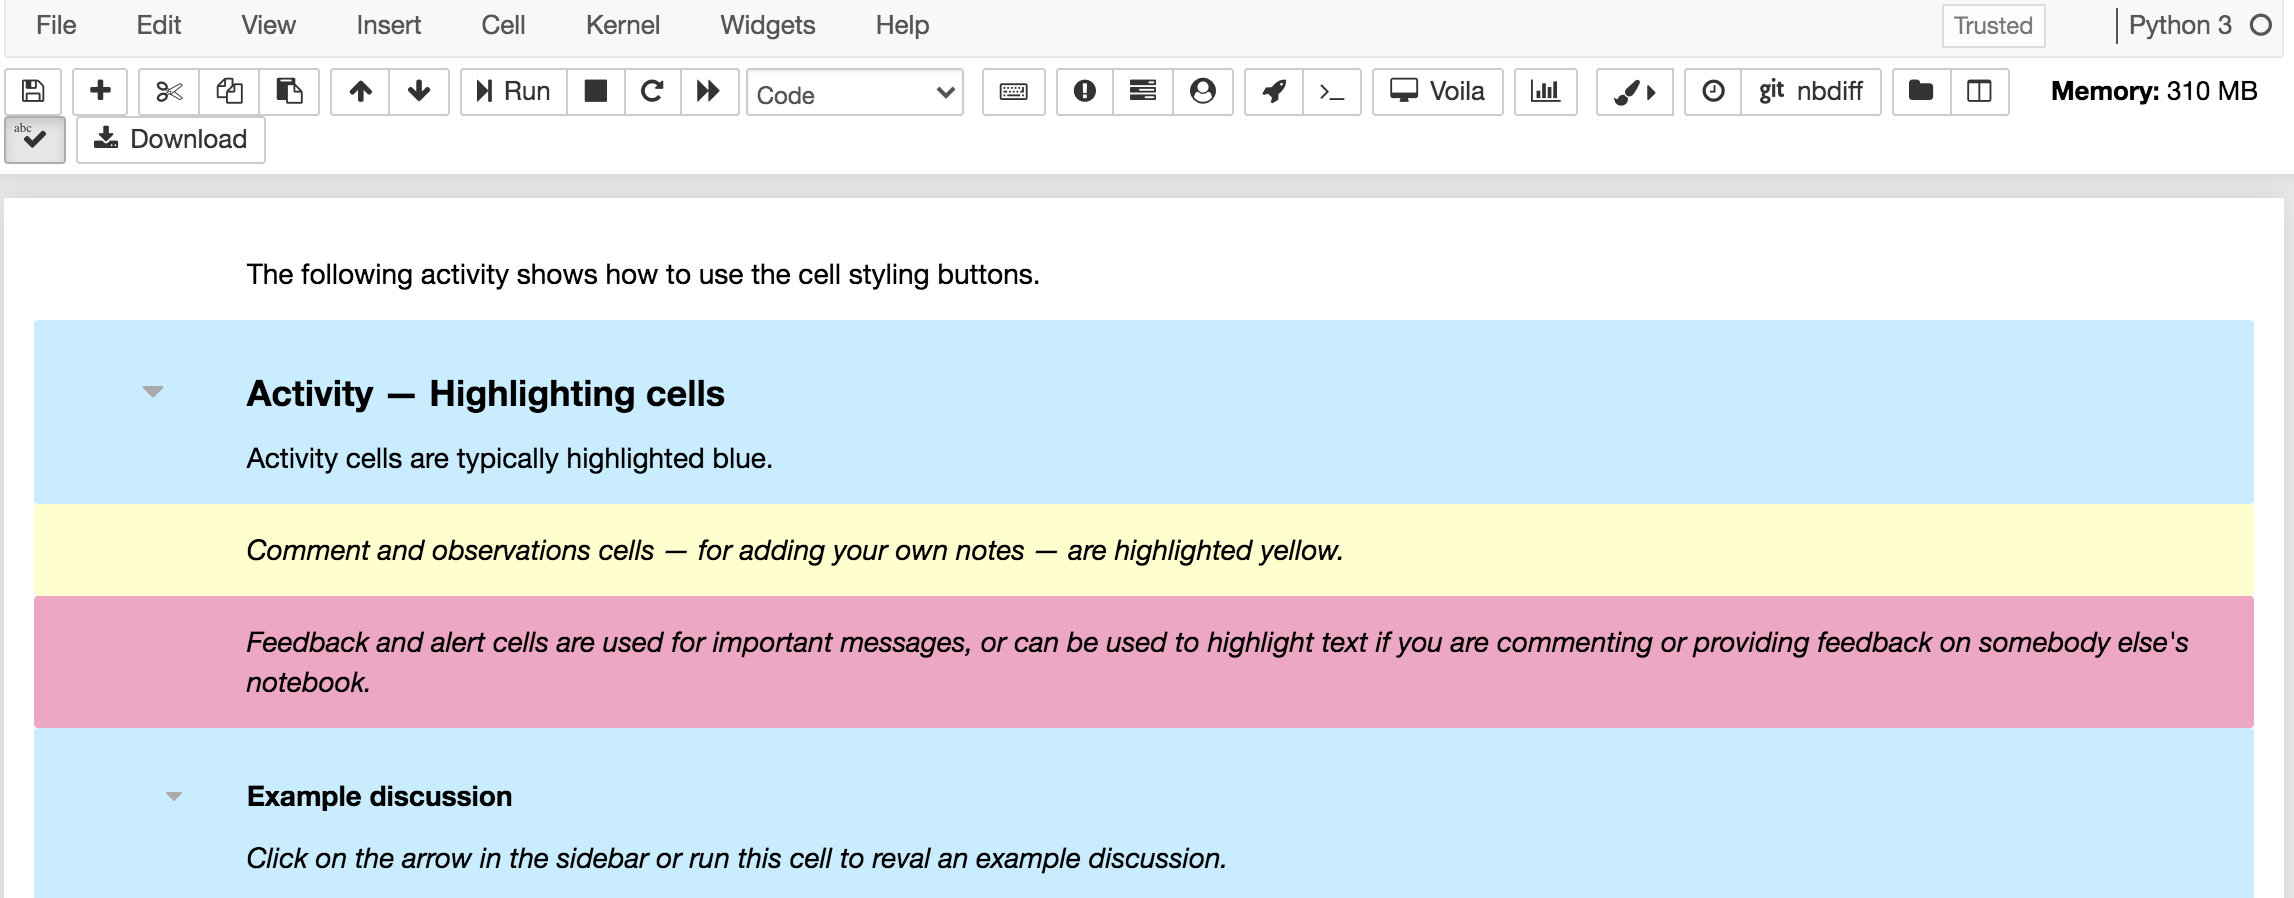 File Edit View Insert Cell Kernel Widgets Help Trusted Python 3
Run Code Voila git nbdiff Memory: 310 MB
abc Download
The following activity shows how to use the cell styling buttons.
Activity — Highlighting cells
Activity cells are typically highlighted blue.
Comment and observations cells — for adding your own notes — are highlighted yellow.
Feedback and alert cells are used for important messages, or can be used to highlight text if you are commenting or providing feedback on somebody else's
notebook.
Example discussion
Click on the arrow in the sidebar or run this cell to reval an example discussion.